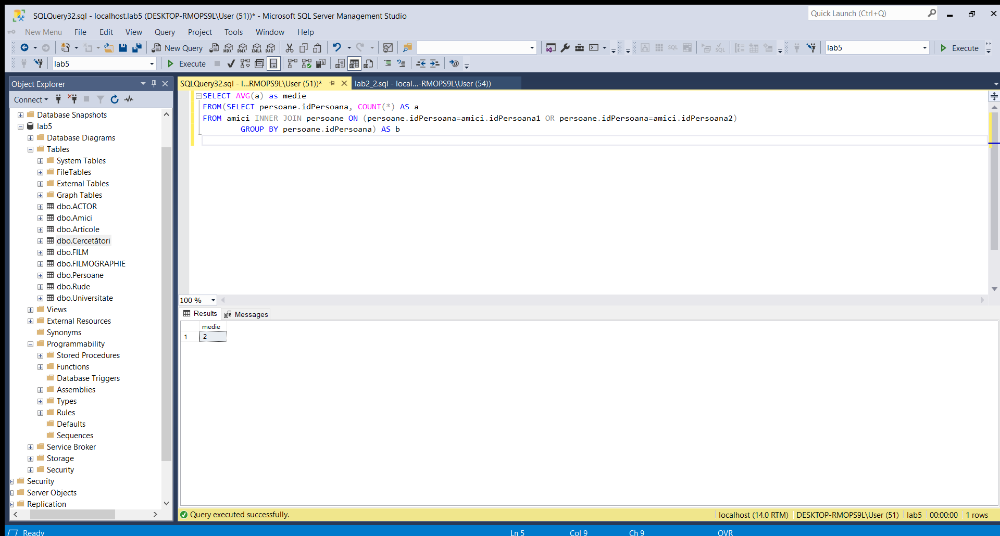 SQLQuery32.sql - localhost.lab5 (DESKTOP-RMOPS9L\User (51))* - Microsoft SQL Server Management Studio
Quick Launch (Ctrl+Q)
New Menu File Edit View Query Project Tools Window Help
New Query MDX DMX XMLA DAX SQL lab5 Execute
lab5 Execute
Object Explorer
SQLQuery32.sql - l...RMOPS9L\User (51))*
lab2_2.sql - local...-RMOPS9L\User (54))
Connect
Database Snapshots
lab5
Database Diagrams
Tables
System Tables
FileTables
External Tables
Graph Tables
dbo.ACTOR
dbo.Amici
dbo.Articole
dbo.Cercetători
dbo.FILM
dbo.FILMOGRAPHIE
dbo.Persoane
dbo.Rude
dbo.Universitate
Views
External Resources
Synonyms
Programmability
Stored Procedures
Functions
Database Triggers
Assemblies
Types
Rules
Defaults
Sequences
Service Broker
Storage
Security
Security
Server Objects
Replication
SELECT AVG(a) as medie
FROM(SELECT persoane.idPersoana, COUNT(*) AS a
FROM amici INNER JOIN persoane ON (persoane.idPersoana=amici.idPersoana1 OR persoane.idPersoana=amici.idPersoana2)
GROUP BY persoane.idPersoana) AS b
100 %
Results Messages
medie
1 2
Query executed successfully.
localhost (14.0 RTM) DESKTOP-RMOPS9L\User (51) lab5 00:00:00 1 rows
Ready Ln 5 Col 9 Ch 9 OVR